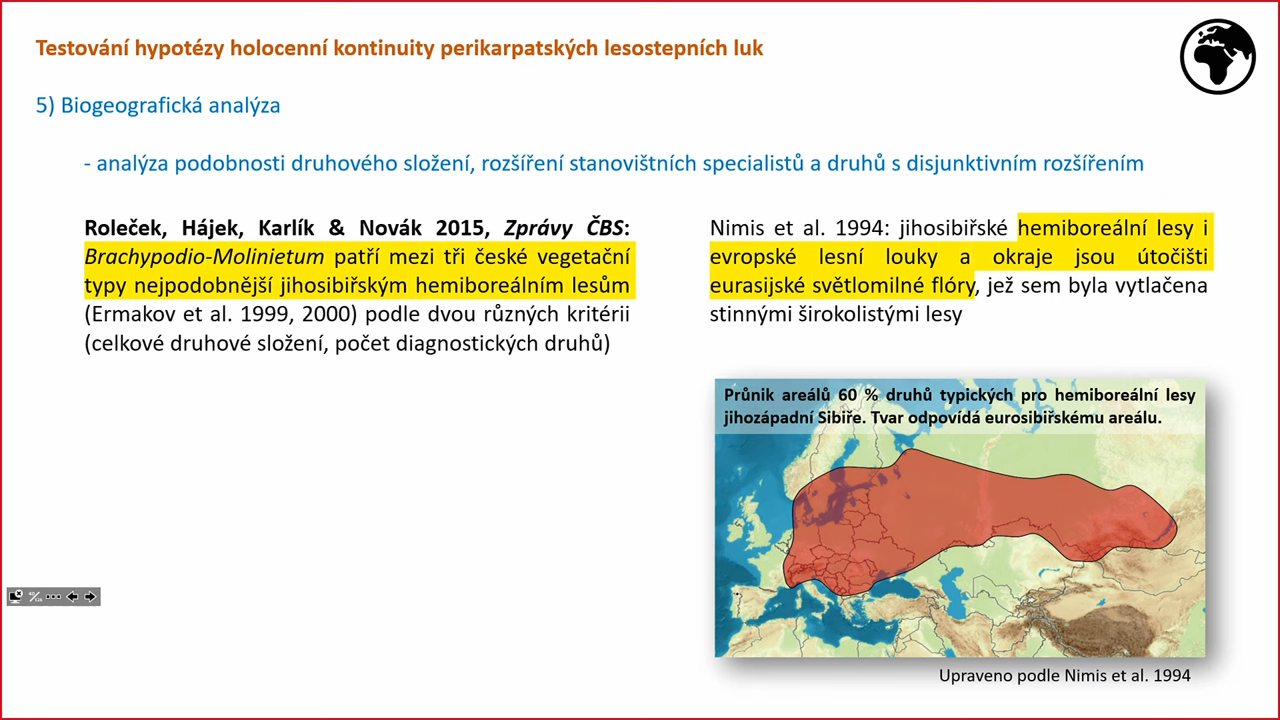 Testování hypotézy holocenní kontinuity perikarpatských lesostepních luk
5) Biogeografická analýza
- analýza podobnosti druhového složení, rozšíření stanovištních specialistů a druhů s disjunktivním rozšířením
Roleček, Hájek, Karlík & Novák 2015, Zprávy ČBS:
Brachypodio-Molinietum patří mezi tři české vegetační
typy nejpodobnější jihosibiřským hemiboreálním lesům
(Ermakov et al. 1999, 2000) podle dvou různých kritérii
(celkové druhové složení, počet diagnostických druhů)
Nimis et al. 1994: jihosibiřské hemiboreální lesy i
evropské lesní louky a okraje jsou útočišti
eurasijské světlomilné flóry, jež sem byla vytlačena
stinnými širokolistými lesy
Průnik areálů 60 % druhů typických pro hemiboreální lesy
jihozápadní Sibiře. Tvar odpovídá eurosibiřskému areálu.
Upraveno podle Nimis et al. 1994